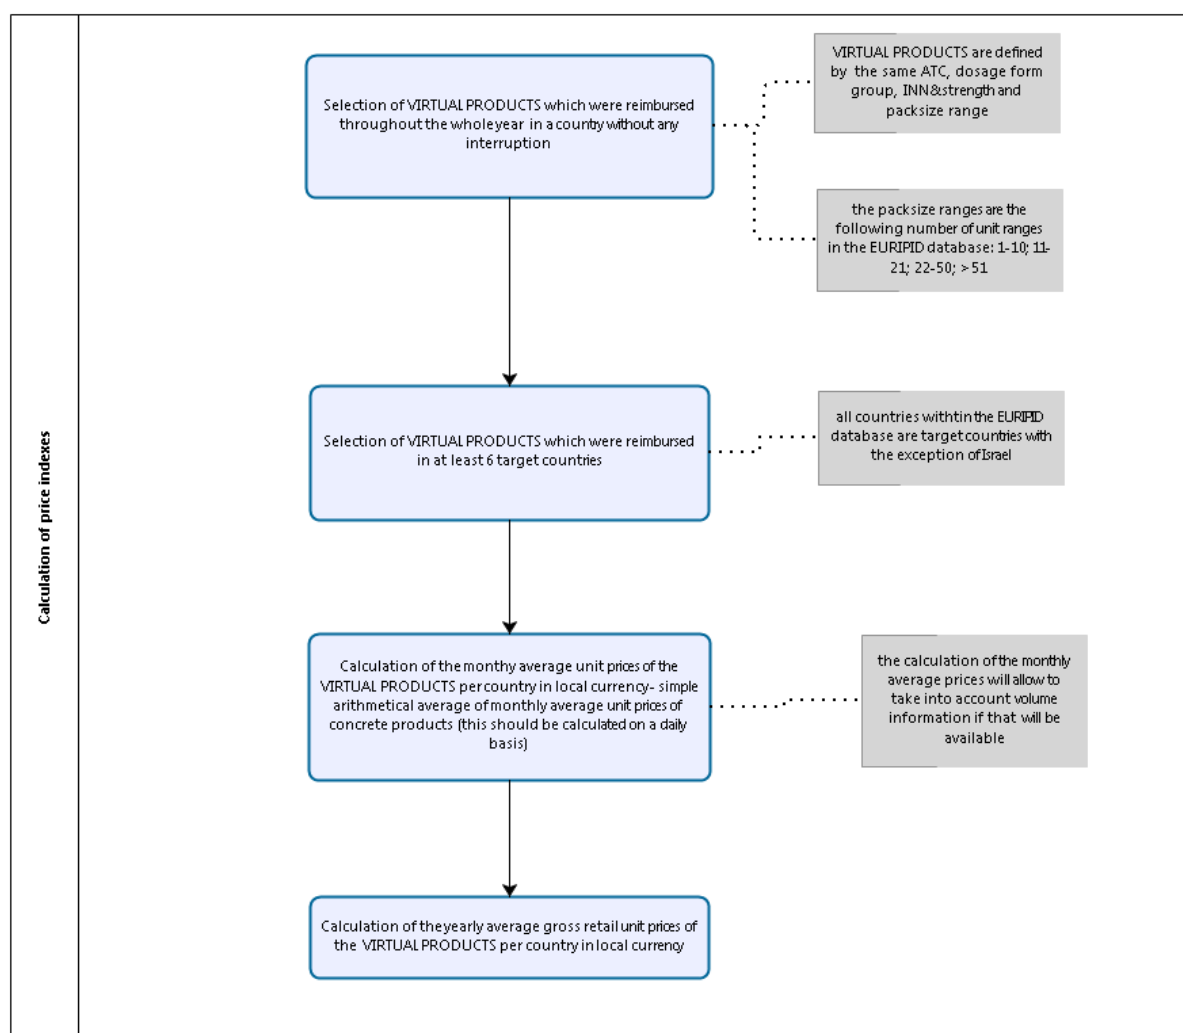 Calculation of price indexes
Selection of VIRTUAL PRODUCTS which were reimbursed
throughout the whole year in a country without any
interruption
VIRTUAL PRODUCTS are defined
by the same ATC, dosage form
group, INN&strength and
packsize range
the packsize ranges are the
following number of unit ranges
in the EURIPID database: 1-10; 11-
21; 22-50; >51
Selection of VIRTUAL PRODUCTS which were reimbursed
in at least 6 target countries
all countries withtin the EURIPID
database are target countries with
the exception of Israel
Calculation of the monthy average unit prices of the
VIRTUAL PRODUCTS per country in local currency- simple
arithmetical average of monthly average unit prices of
concrete products (this should be calculated on a daily
basis)
the calculation of the monthly
average prices will allow to
take into account volume
information if that will be
available
Calculation of the yearly average gross retail unit prices of
the VIRTUAL PRODUCTS per country in local currency